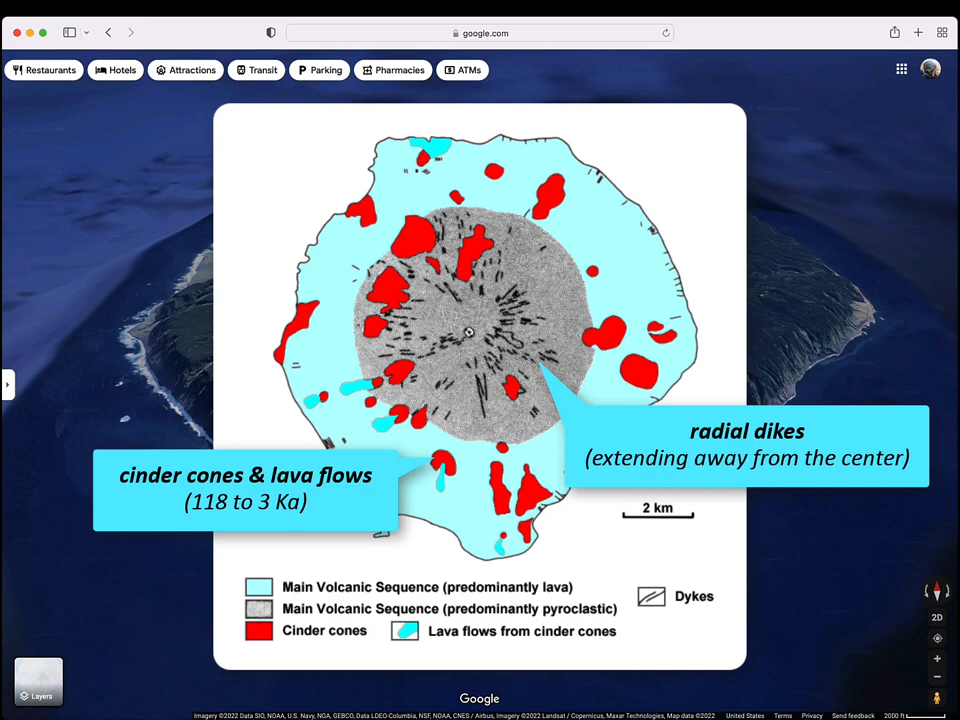 google.com
Restaurants
Hotels
Attractions
Transit
Parking
Pharmacies
ATMs
radial dikes
(extending away from the center)
cinder cones & lava flows
(118 to 3 Ka)
2 km
Main Volcanic Sequence (predominantly lava)
Main Volcanic Sequence (predominantly pyroclastic)
Cinder cones
Lava flows from cinder cones
Dykes
2D
Layers
Google
Imagery ©2022 Data SIO, NOAA, U.S. Navy, NGA, GEBCO, Data LDEO-Columbia, NSF, NOAA, CNES / Airbus, Imagery ©2022 Landsat / Copernicus, Maxar Technologies, Map data ©2022
United States
Terms
Privacy
Send feedback
2000 ft